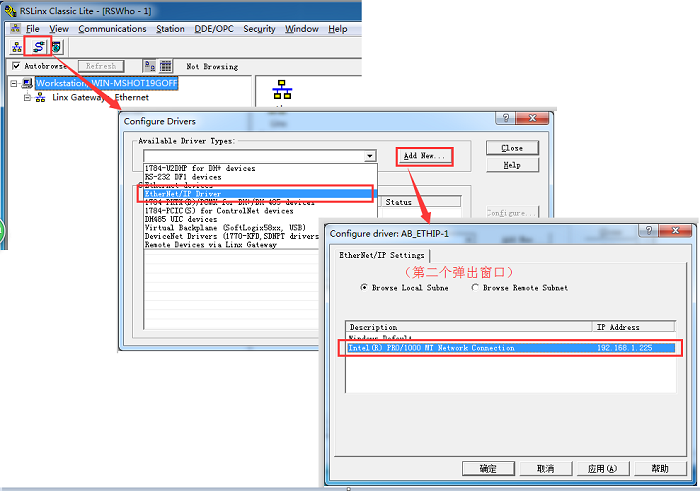 RSLinx Classic Lite - [RSWho - 1]
File View Communications Station DDE/OPC Security Window Help
Autobrowse Refresh Not Browsing
Workstation, WIN-MSHOT19GOFF
Linx Gateways, Ethernet
Configure Drivers
Available Driver Types:
Add New...
Close
Help
1784-U2DHP for DH+ devices
RS-232 DF1 devices
Ethernet devices
EtherNet/IP Driver
1784-PKTX(D)/PCMK for DH+/DH-485 devices
1784-PCIC(S) for ControlNet devices
DH485 UIC devices
Virtual Backplane (SoftLogix58xx, USB)
DeviceNet Drivers (1770-KFD,SDNPT drivers
Remote Devices via Linx Gateway
Status
Configure...
Configure driver: AB_ETHIP-1
EtherNet/IP Settings
（第二个弹出窗口）
Browse Local Subne
Browse Remote Subnet
Description IP Address
Windows Default
Intel(R) PRO/1000 MT Network Connection 192.168.1.225
确定 取消 应用(A) 帮助